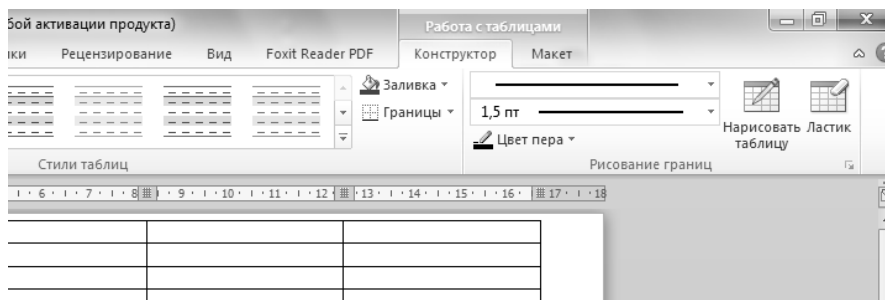 бой активации продукта)
Работа с таблицами
ки Рецензирование Вид Foxit Reader PDF Конструктор Макет
Заливка
Границы
1,5 пт
Цвет пера
Нарисовать таблицу
Ластик
Стили таблиц
Рисование границ
6 7 8 9 10 11 12 13 14 15 16 17 18